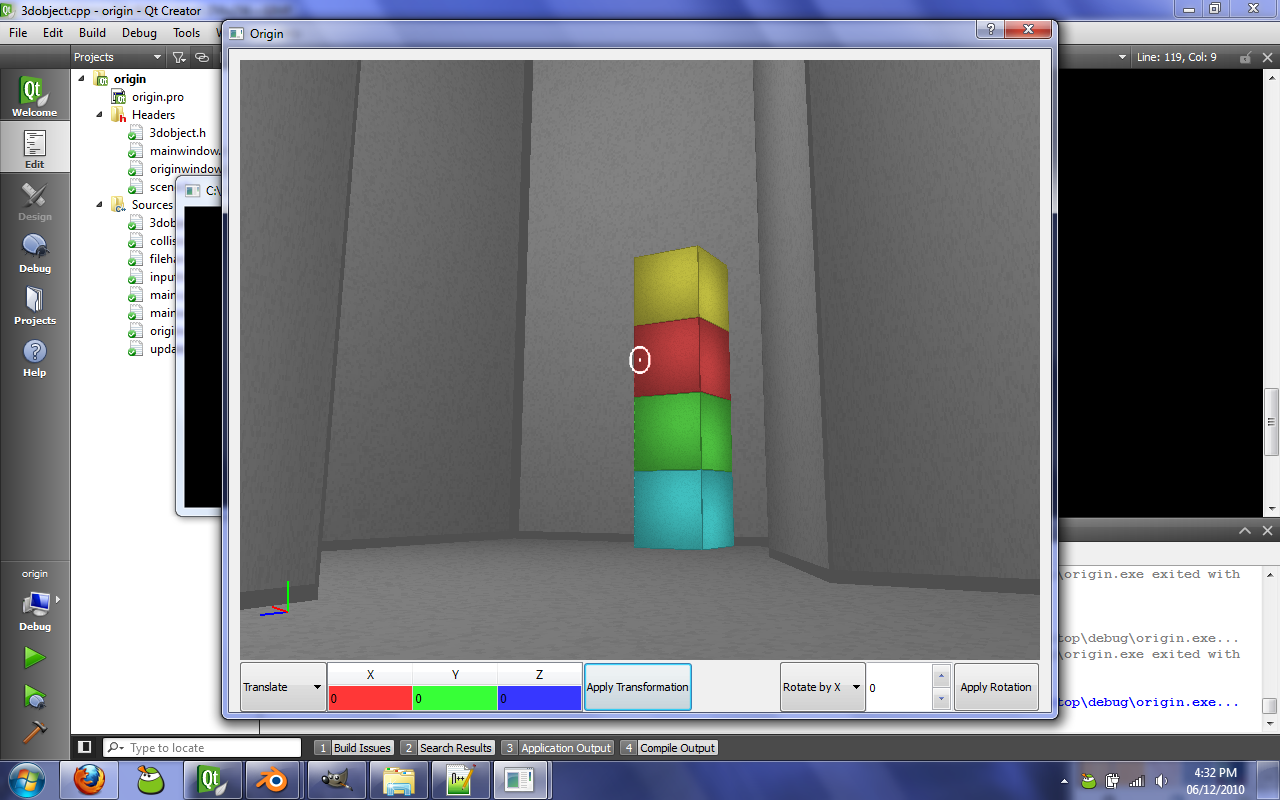 3dobject.cpp - origin - Qt Creator
File Edit Build Debug Tools
Origin
?
Projects
Line: 119, Col: 9
Qt
Welcome
Edit
Design
Debug
Projects
Help
origin
origin.pro
Headers
3dobject.h
mainwindow.
originwindow
scen
Sources
3dob
collis
fileha
input
main
main
origi
upda
C:\
origin
Debug
\origin.exe exited with
top\debug\origin.exe...
\origin.exe exited with
top\debug\origin.exe...
Translate
X Y Z
0 0 0
Apply Transformation
Rotate by X
0
Apply Rotation
Type to locate
1 Build Issues 2 Search Results 3 Application Output 4 Compile Output
Qt
4:32 PM
06/12/2010